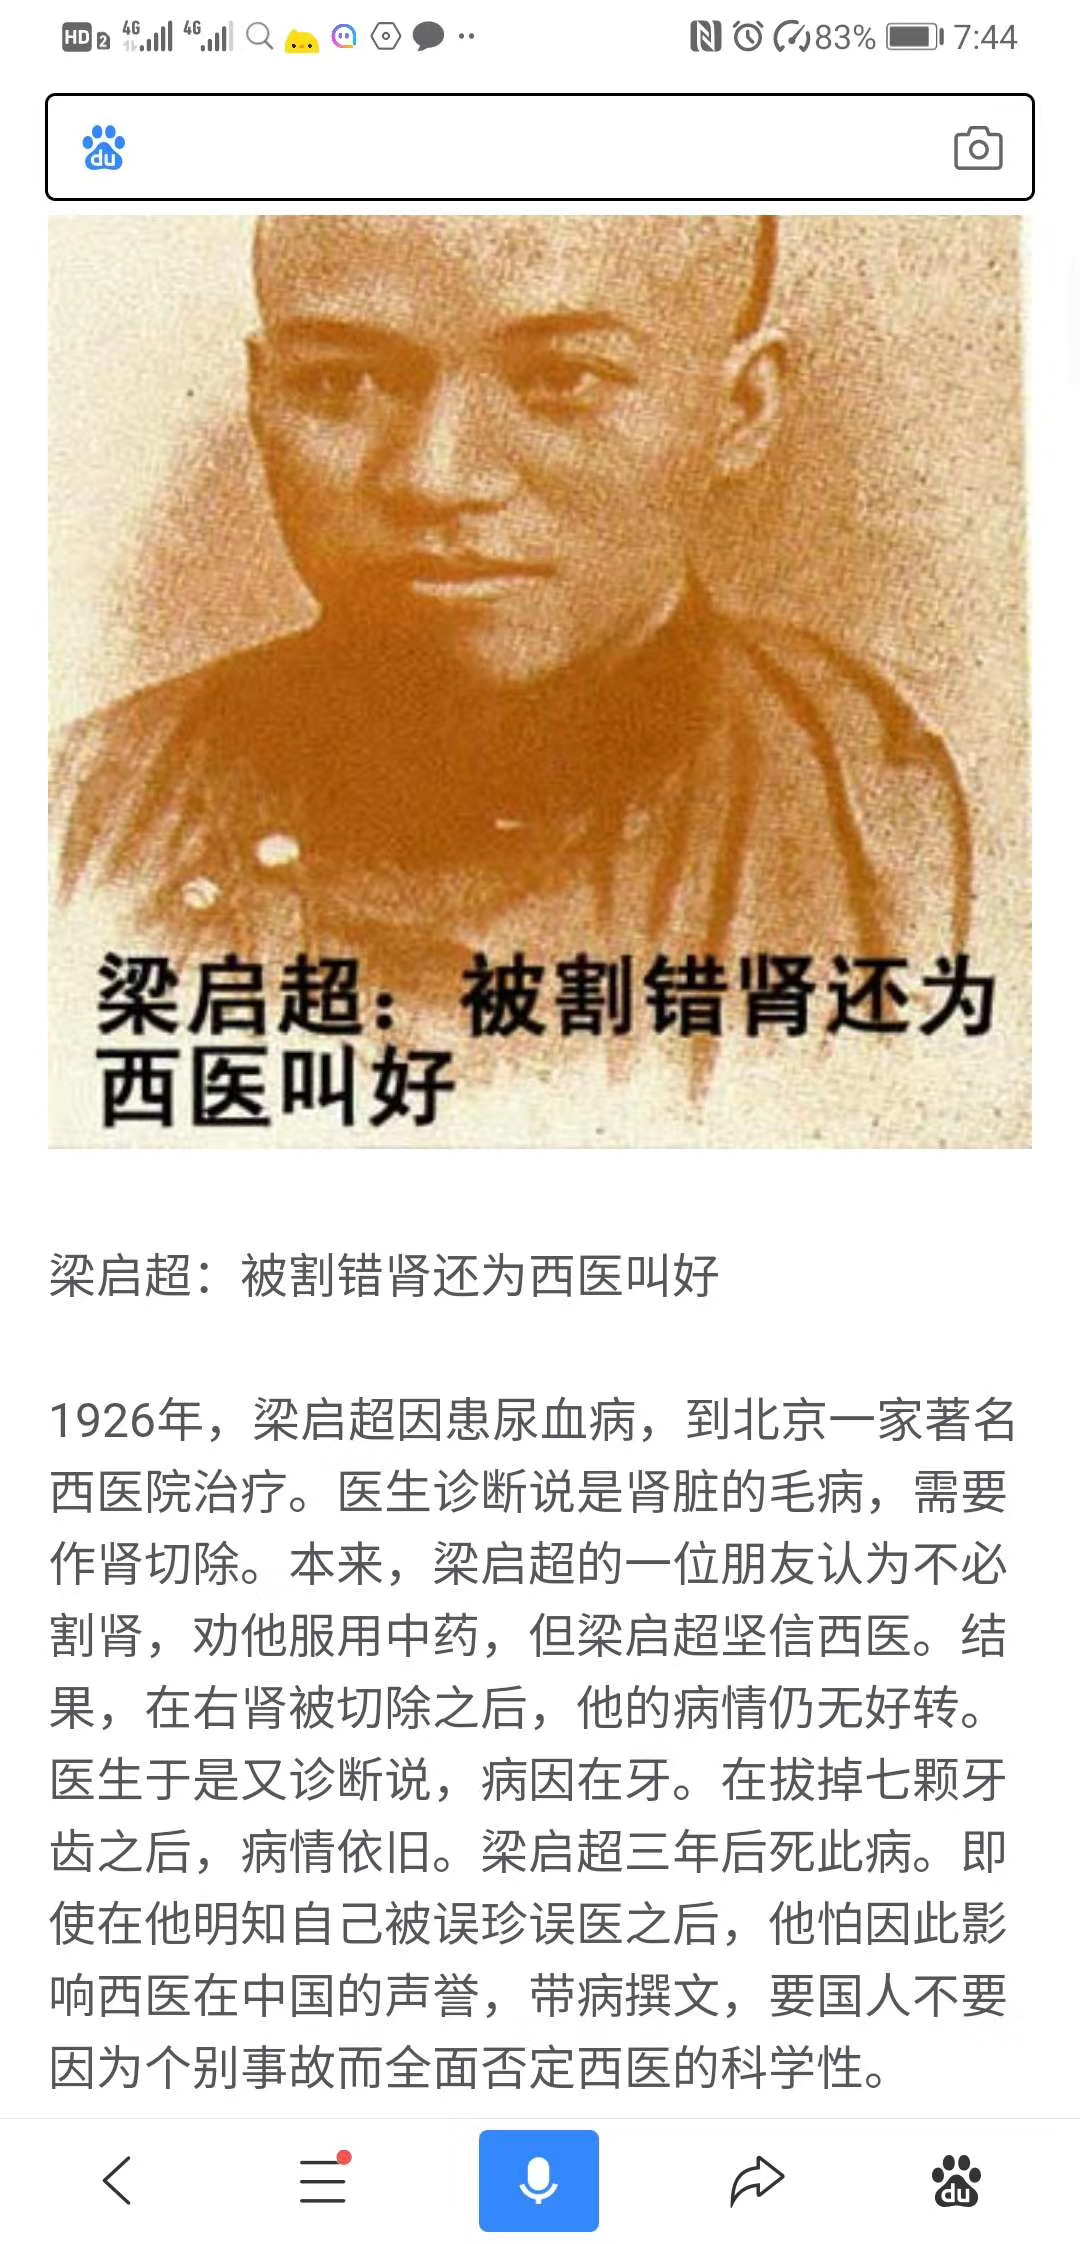 HD 2 4G 4G 83% 7:44
du
梁启超：被割错肾还为
西医叫好
梁启超：被割错肾还为西医叫好
1926年，梁启超因患尿血病，到北京一家著名
西医院治疗。医生诊断说是肾脏的毛病，需要
作肾切除。本来，梁启超的一位朋友认为不必
割肾，劝他服用中药，但梁启超坚信西医。结
果，在右肾被切除之后，他的病情仍无好转。
医生于是又诊断说，病因在牙。在拔掉七颗牙
齿之后，病情依旧。梁启超三年后死此病。即
使在他明知自己被误珍误医之后，他怕因此影
响西医在中国的声誉，带病撰文，要国人不要
因为个别事故而全面否定西医的科学性。
du